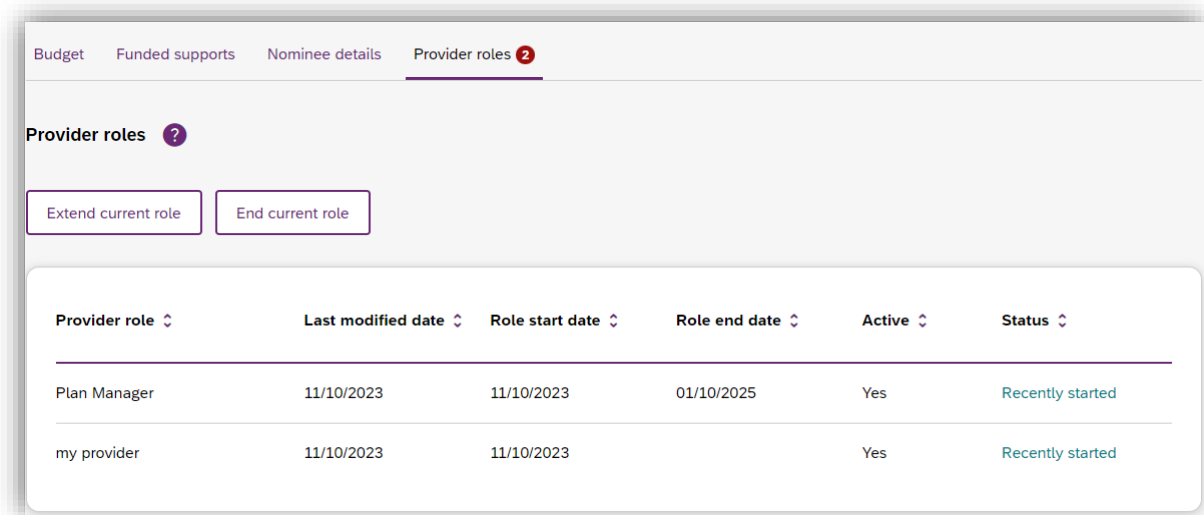 Budget Funded supports Nominee details Provider roles 2
Provider roles ?
Extend current role End current role
Provider role Last modified date Role start date Role end date Active Status
Plan Manager 11/10/2023 11/10/2023 01/10/2025 Yes Recently started
my provider 11/10/2023 11/10/2023 Yes Recently started